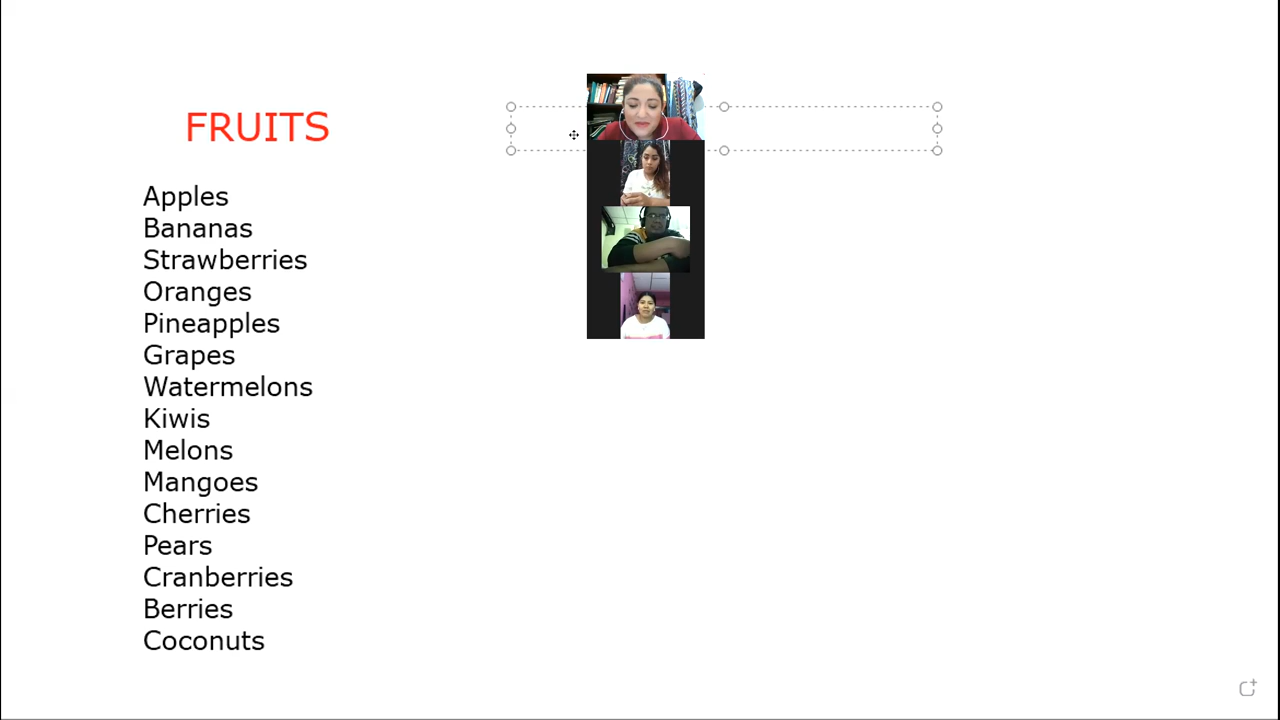 FRUITS
Apples
Bananas
Strawberries
Oranges
Pineapples
Grapes
Watermelons
Kiwis
Melons
Mangoes
Cherries
Pears
Cranberries
Berries
Coconuts